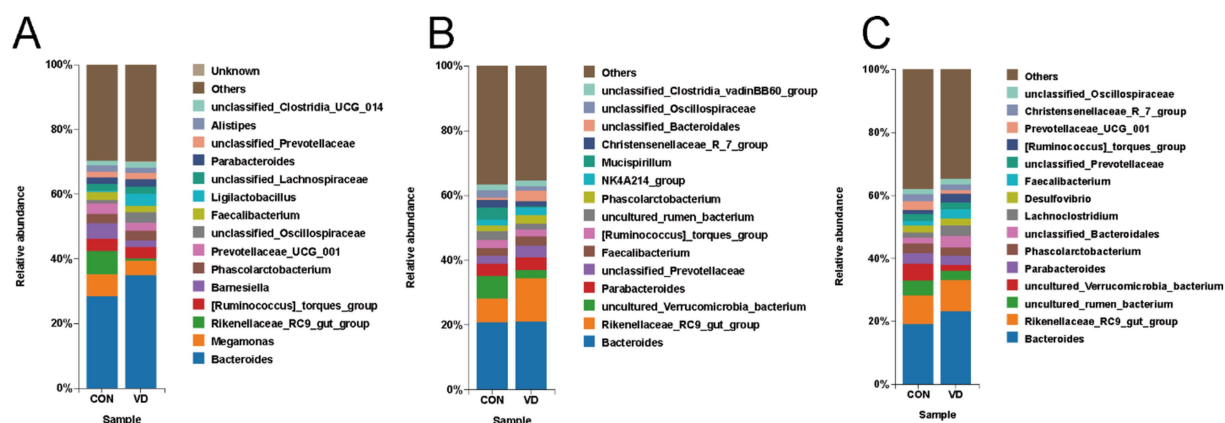 A
100%
80%
60%
40%
20%
0%
Relative abundance
CON VD
Sample
Unknown
Others
unclassified_Clostridia_UCG_014
Alistipes
unclassified_Prevotellaceae
Parabacteroides
unclassified_Lachnospiraceae
Ligilactobacillus
Faecalibacterium
unclassified_Oscillospiraceae
Prevotellaceae_UCG_001
Phascolarctobacterium
Barnesiella
[Ruminococcus]_torques_group
Rikenellaceae_RC9_gut_group
Megamonas
Bacteroides
B
100%
80%
60%
40%
20%
0%
Relative abundance
CON VD
Sample
Others
unclassified_Clostridia_vadinBB60_group
unclassified_Oscillospiraceae
unclassified_Bacteroidales
Christensenellaceae_R_7_group
Mucispirillum
NK4A214_group
Phascolarctobacterium
uncultured_rumen_bacterium
[Ruminococcus]_torques_group
Faecalibacterium
unclassified_Prevotellaceae
Parabacteroides
uncultured_Verrucomicrobia_bacterium
Rikenellaceae_RC9_gut_group
Bacteroides
C
100%
80%
60%
40%
20%
0%
Relative abundance
CON VD
Sample
Others
unclassified_Oscillospiraceae
Christensenellaceae_R_7_group
Prevotellaceae_UCG_001
[Ruminococcus]_torques_group
unclassified_Prevotellaceae
Faecalibacterium
Desulfovibrio
Lachnoclostridium
unclassified_Bacteroidales
Phascolarctobacterium
Parabacteroides
uncultured_Verrucomicrobia_bacterium
uncultured_rumen_bacterium
Rikenellaceae_RC9_gut_group
Bacteroides